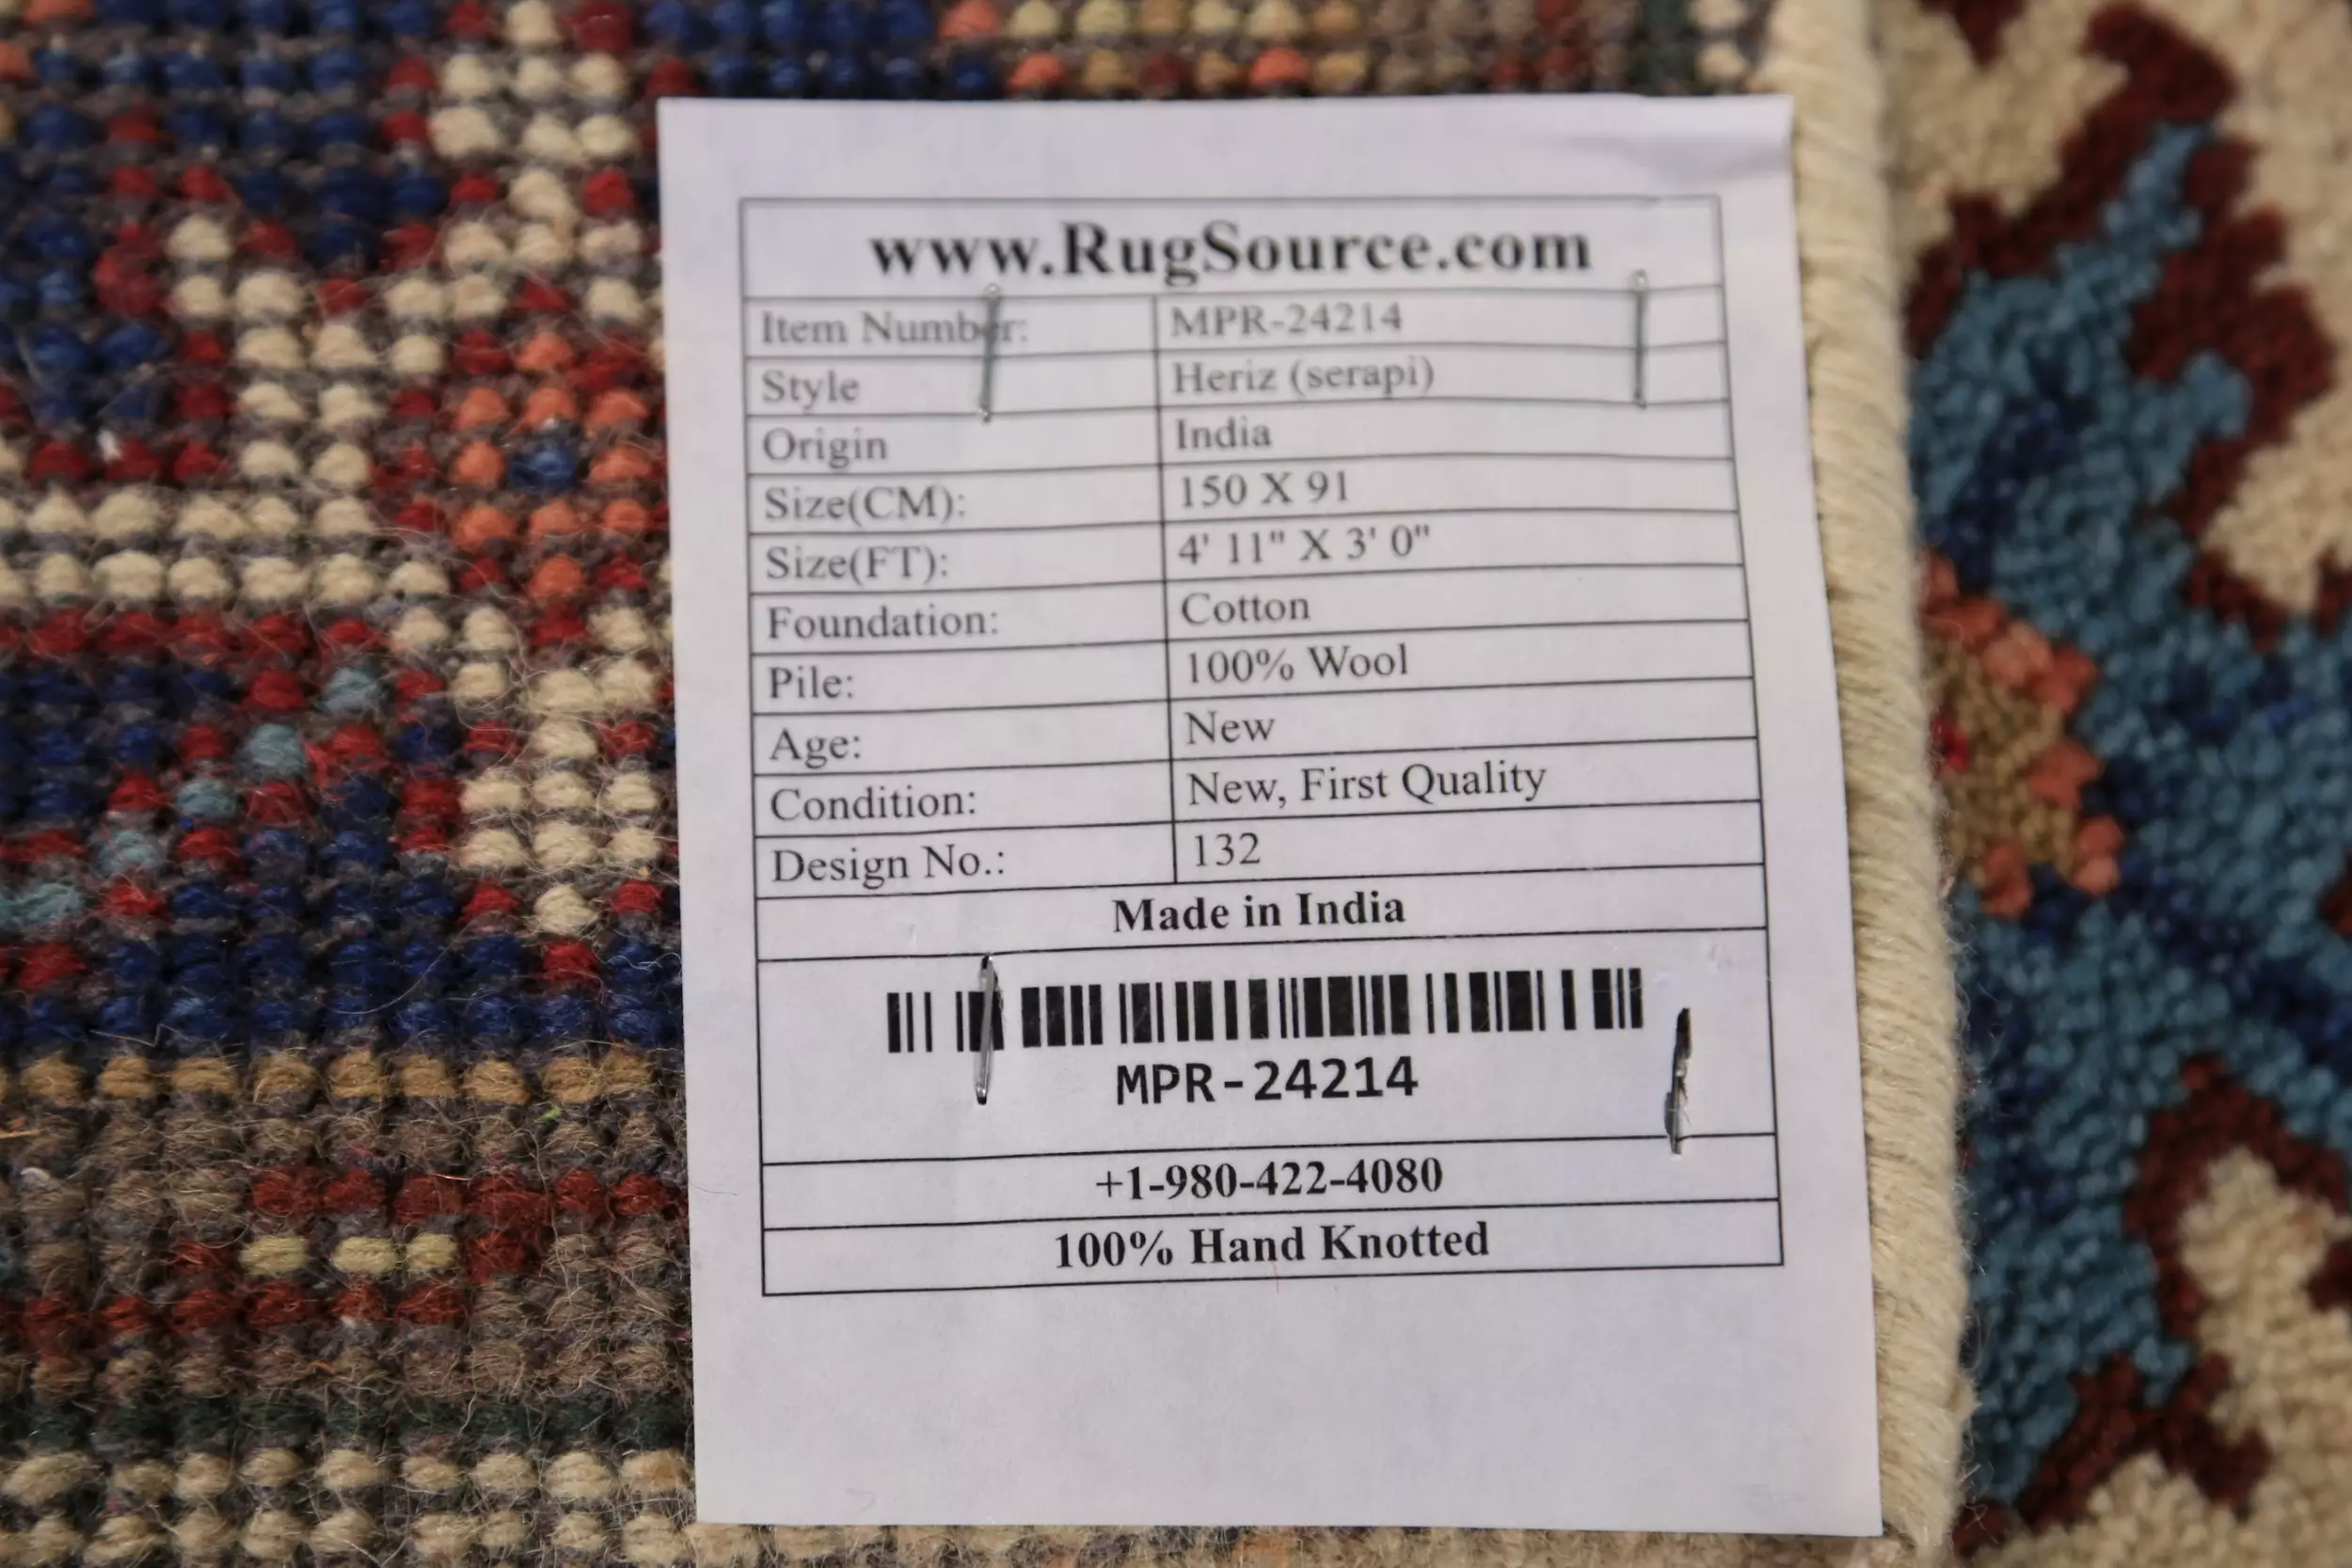 www.RugSource.com
Item Number: MPR-24214
Style Heriz (serapi)
Origin India
Size(CM): 150 X 91
Size(FT): 4' 11" X 3' 0"
Foundation: Cotton
Pile: 100% Wool
Age: New
Condition: New, First Quality
Design No.: 132
Made in India
MPR-24214
+1-980-422-4080
100% Hand Knotted